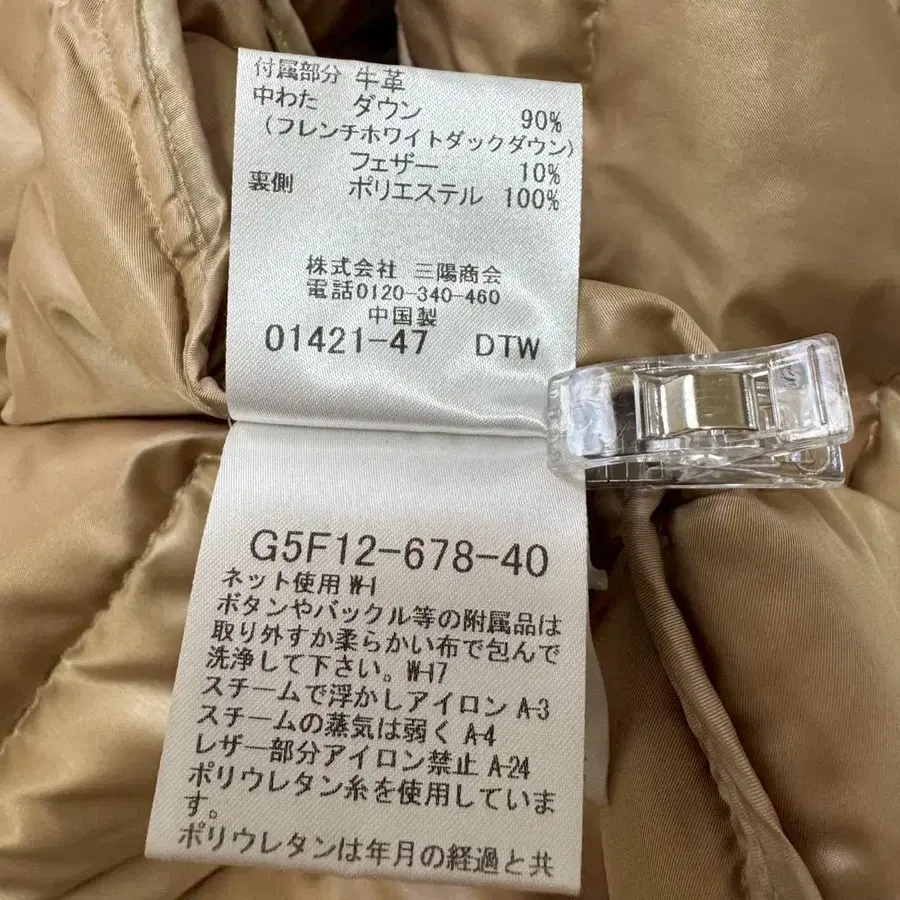 付属部分 牛革
中わた ダウン 90%
(フレンチホワイトダックダウン)
フェザー 10%
裏側 ポリエステル 100%
株式会社 三陽商会
電話0120-340-460
中国製
01421-47 DTW
G5F12-678-40
ネット使用 W-1
ボタンやバックル等の附属品は
取り外すか柔らかい布で包んで
洗浄して下さい。W-17
スチームで浮かしアイロン A-3
スチームの蒸気は弱く A-4
レザー部分アイロン禁止 A-24
ポリウレタン糸を使用していま
す。
ポリウレタンは年月の経過と共